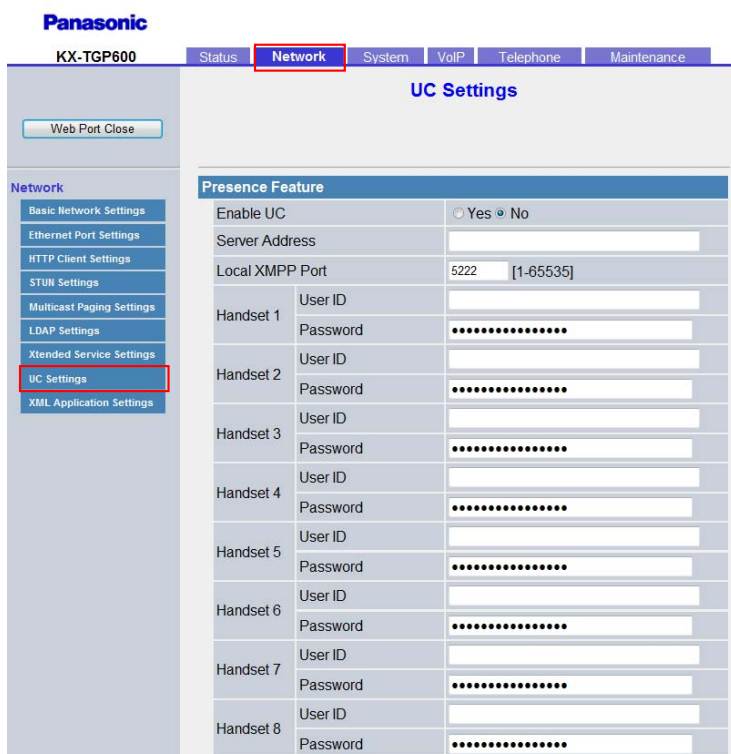 Panasonic
KX-TGP600
Status Network System VoIP Telephone Maintenance
UC Settings
Web Port Close
Network
Basic Network Settings
Ethernet Port Settings
HTTP Client Settings
STUN Settings
Multicast Paging Settings
LDAP Settings
Xtended Service Settings
UC Settings
XML Application Settings
Presence Feature
Enable UC Yes No
Server Address
Local XMPP Port 5222 [1-65535]
Handset 1
User ID
Password ••••••••••••••••
Handset 2
User ID
Password ••••••••••••••••
Handset 3
User ID
Password ••••••••••••••••
Handset 4
User ID
Password ••••••••••••••••
Handset 5
User ID
Password ••••••••••••••••
Handset 6
User ID
Password ••••••••••••••••
Handset 7
User ID
Password ••••••••••••••••
Handset 8
User ID
Password ••••••••••••••••